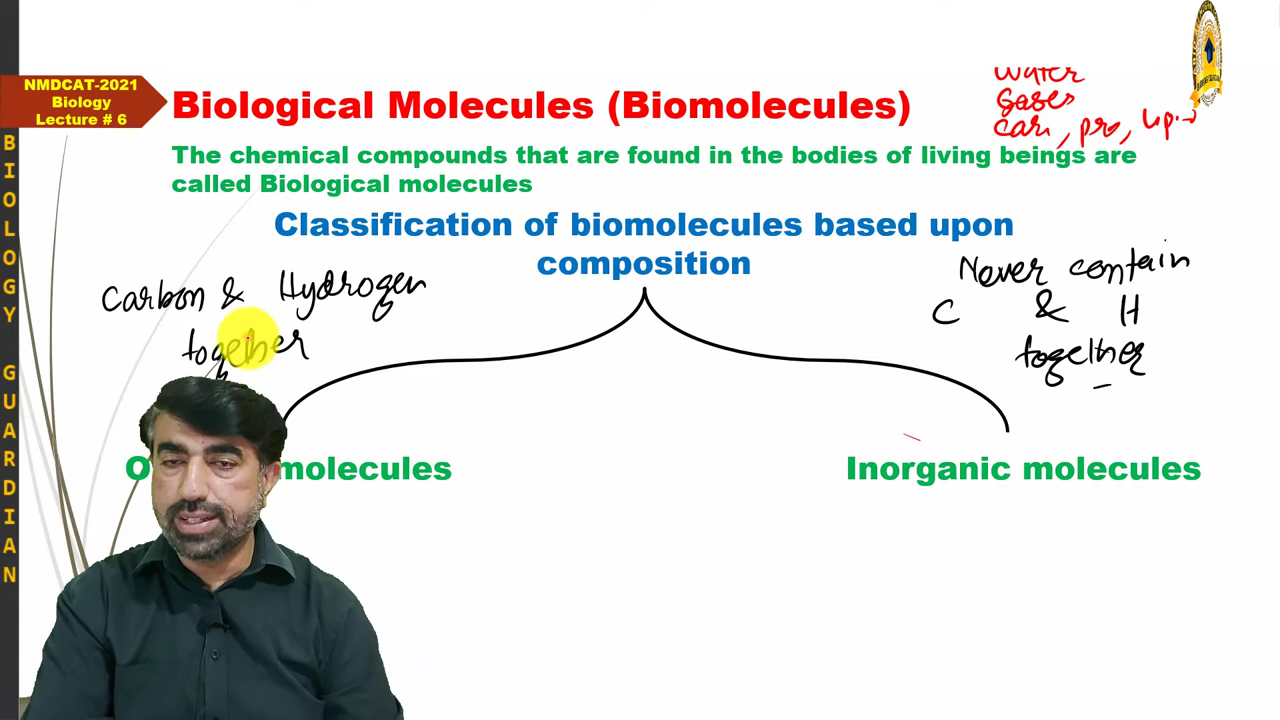 NMDCAT-2021
Biology
Lecture # 6
BIOLOGY GUARDIAN
Biological Molecules (Biomolecules)
Water
Gases
Car, pro, Lip.
The chemical compounds that are found in the bodies of living beings are
called Biological molecules
Classification of biomolecules based upon
composition
Carbon & Hydrogen
together
Never contain
C & H
together
molecules
Inorganic molecules